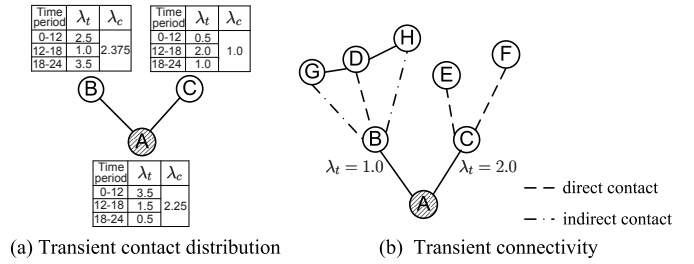 Time period λt λc
0-12 2.5
12-18 1.0 2.375
18-24 3.5
Time period λt λc
0-12 0.5
12-18 2.0 1.0
18-24 1.0
B
C
A
Time period λt λc
0-12 3.5
12-18 1.5 2.25
18-24 0.5
(a) Transient contact distribution
H
D
G
F
E
B
C
λt = 1.0
λt = 2.0
A
direct contact
indirect contact
(b) Transient connectivity